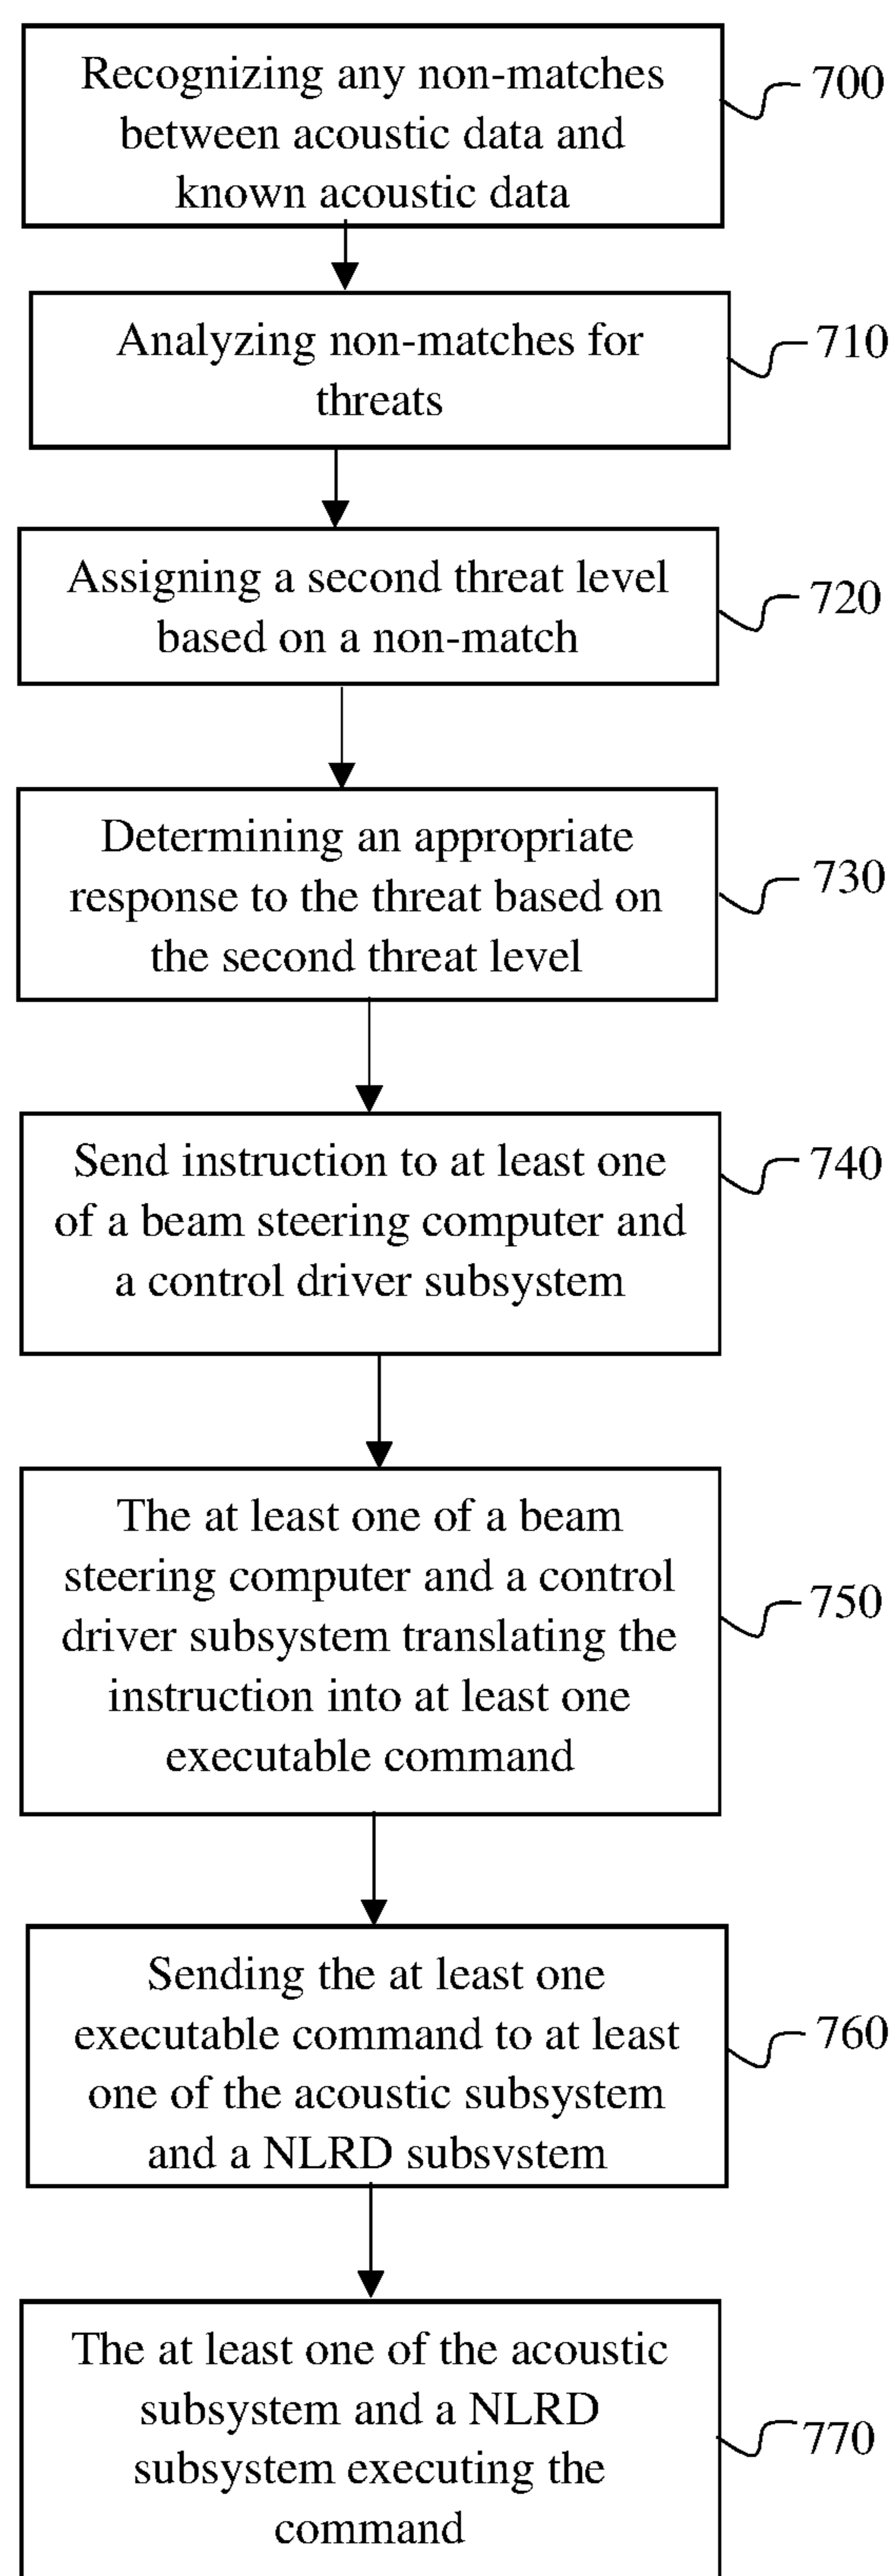 Recognizing any non-matches
between acoustic data and
known acoustic data
700
Analyzing non-matches for
threats
710
Assigning a second threat level
based on a non-match
720
Determining an appropriate
response to the threat based on
the second threat level
730
Send instruction to at least one
of a beam steering computer and
a control driver subsystem
740
The at least one of a beam
steering computer and a control
driver subsystem translating the
instruction into at least one
executable command
750
Sending the at least one
executable command to at least
one of the acoustic subsystem
and a NLRD subsystem
760
The at least one of the acoustic
subsystem and a NLRD
subsystem executing the
command
770